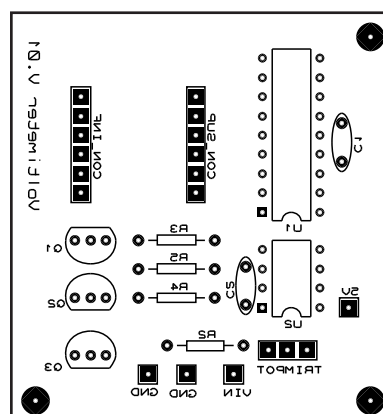 Voltimeter V.01
CON_INF
CON_SUP
C1
U1
Q1
R3
R5
C2
Q2
R4
5V
U2
R2
Q3
TRIMPOT
GND
GND
VIN